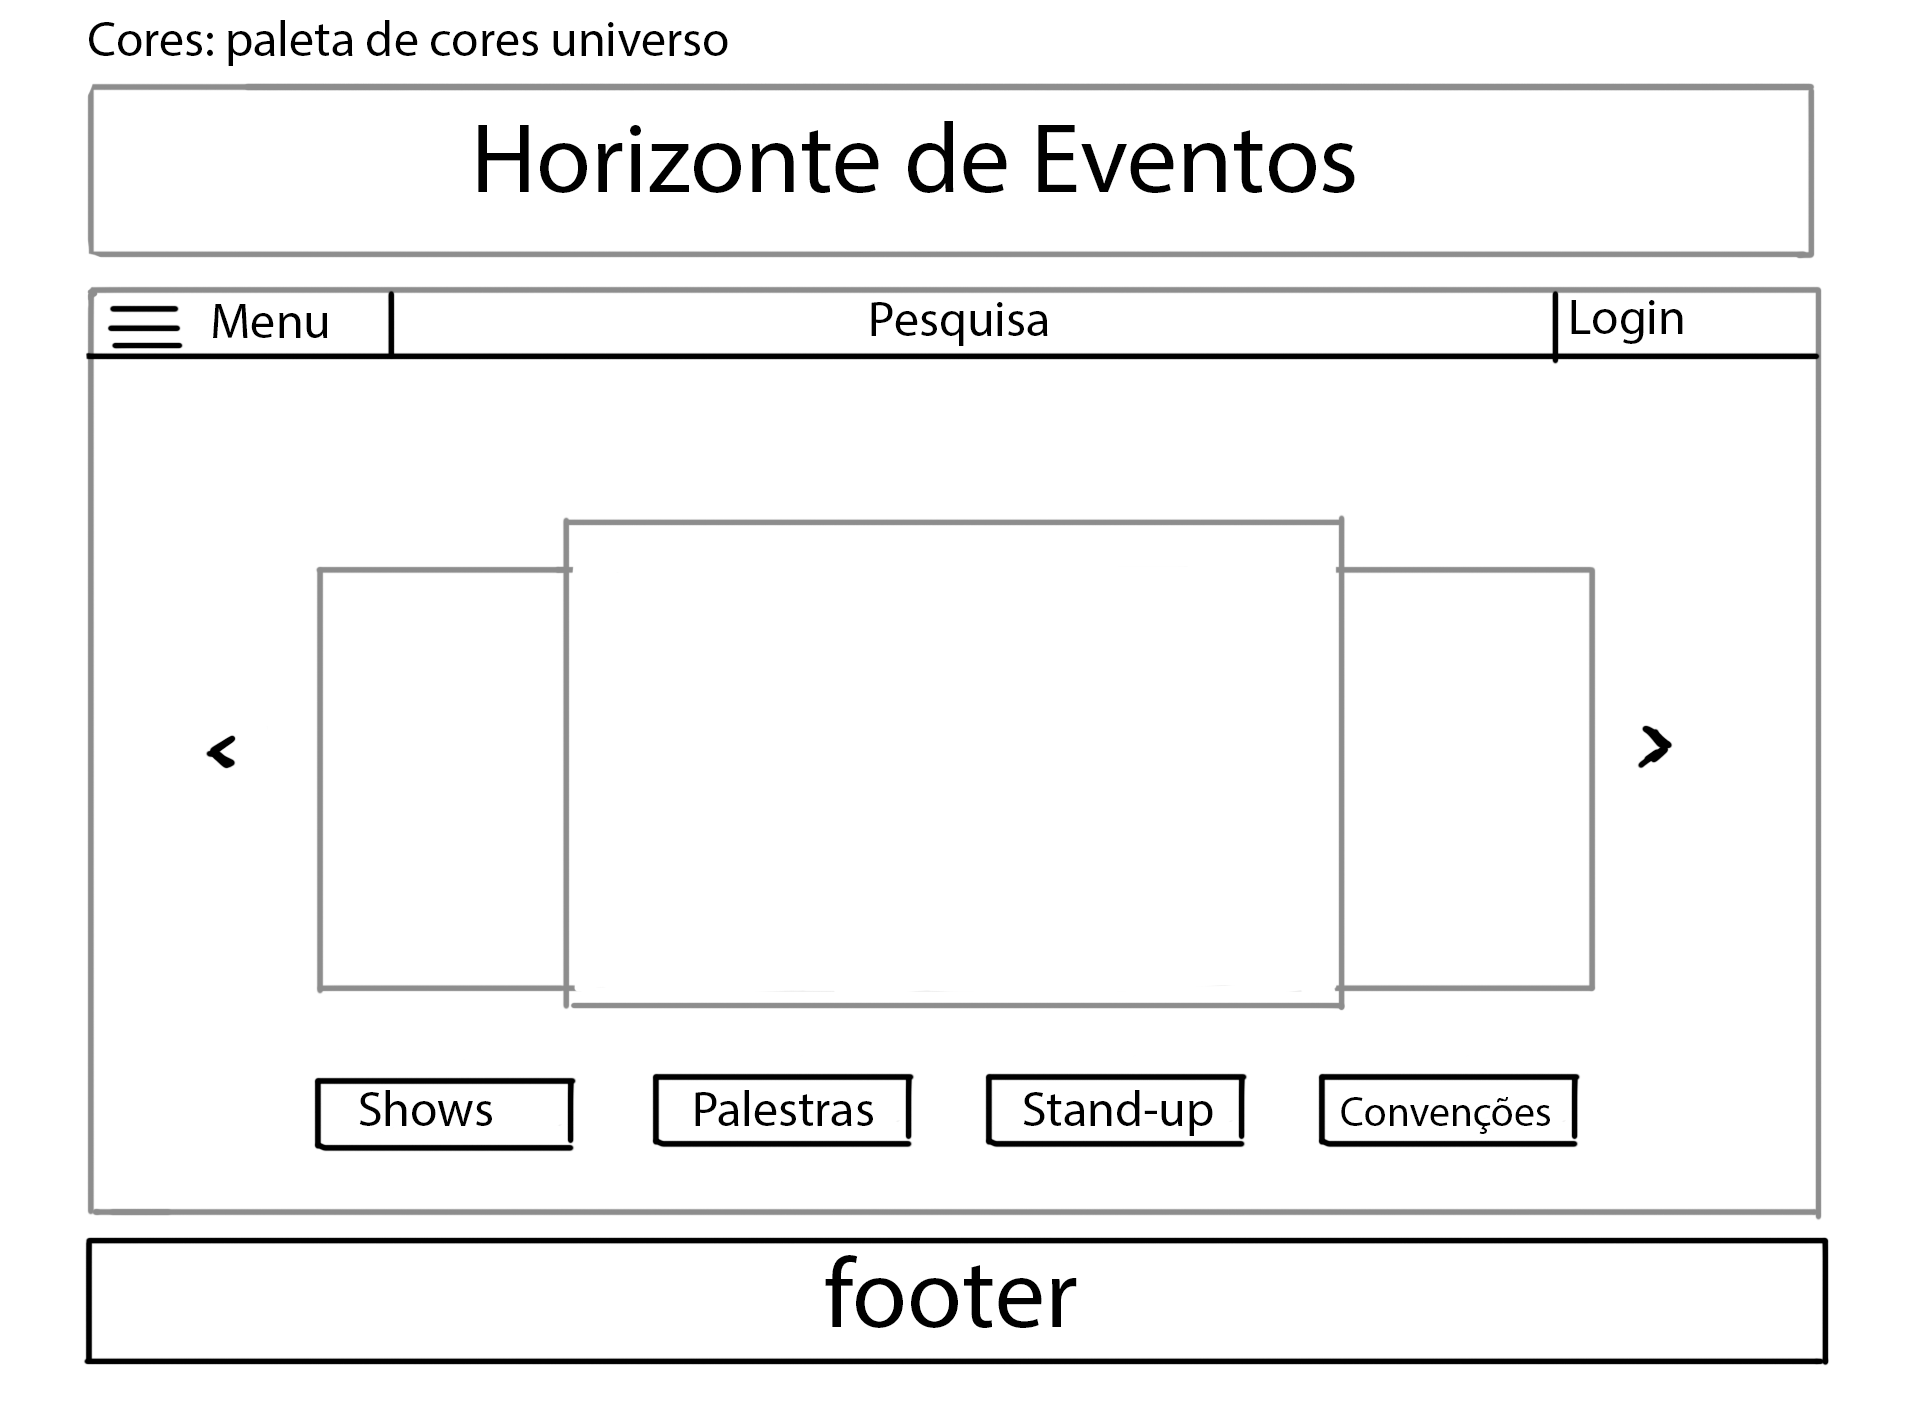 Cores: paleta de cores universo
Horizonte de Eventos
Menu
Pesquisa
Login
<
>
Shows
Palestras
Stand-up
Convenções
footer